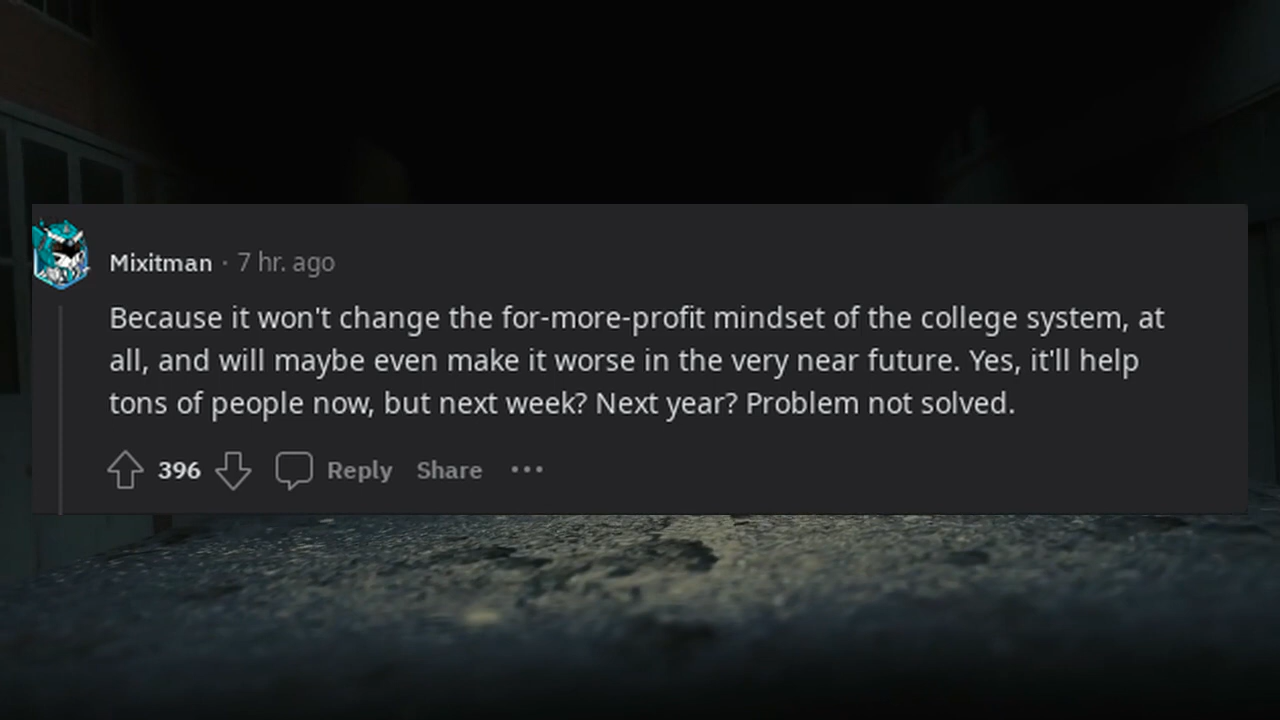 Mixitman · 7 hr. ago
Because it won't change the for-more-profit mindset of the college system, at
all, and will maybe even make it worse in the very near future. Yes, it'll help
tons of people now, but next week? Next year? Problem not solved.
396 Reply Share ...